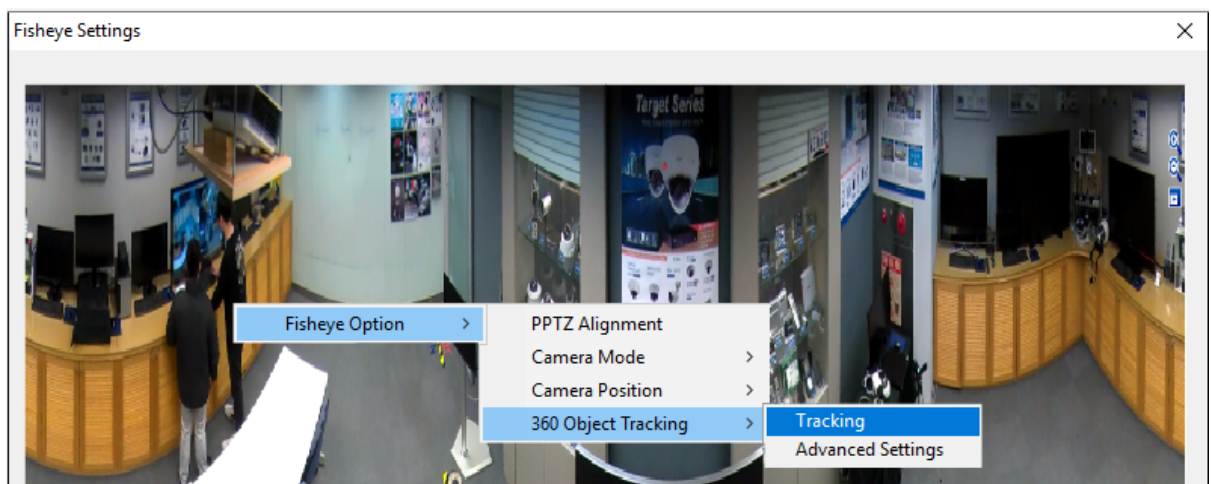 Fisheye Settings
Target Series
Fisheye Option
PPTZ Alignment
Camera Mode
Camera Position
360 Object Tracking
Tracking
Advanced Settings